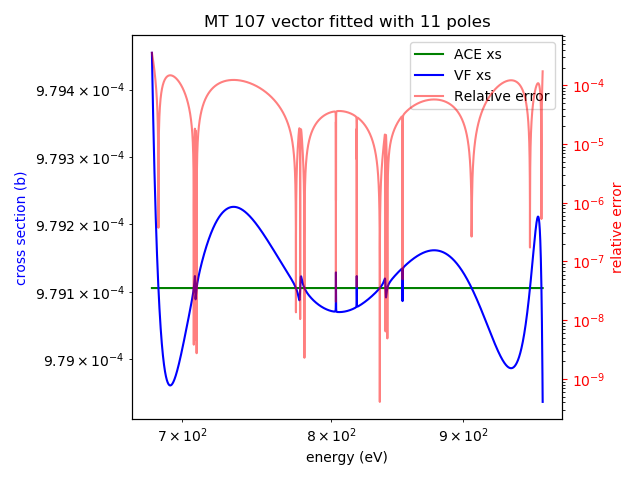 MT 107 vector fitted with 11 poles
ACE xs
VF xs
Relative error
9.794 × 10⁻⁴
9.793 × 10⁻⁴
9.792 × 10⁻⁴
9.791 × 10⁻⁴
9.79 × 10⁻⁴
cross section (b)
10⁻⁴
10⁻⁵
10⁻⁶
10⁻⁷
10⁻⁸
10⁻⁹
relative error
7 × 10² 8 × 10² 9 × 10²
energy (eV)